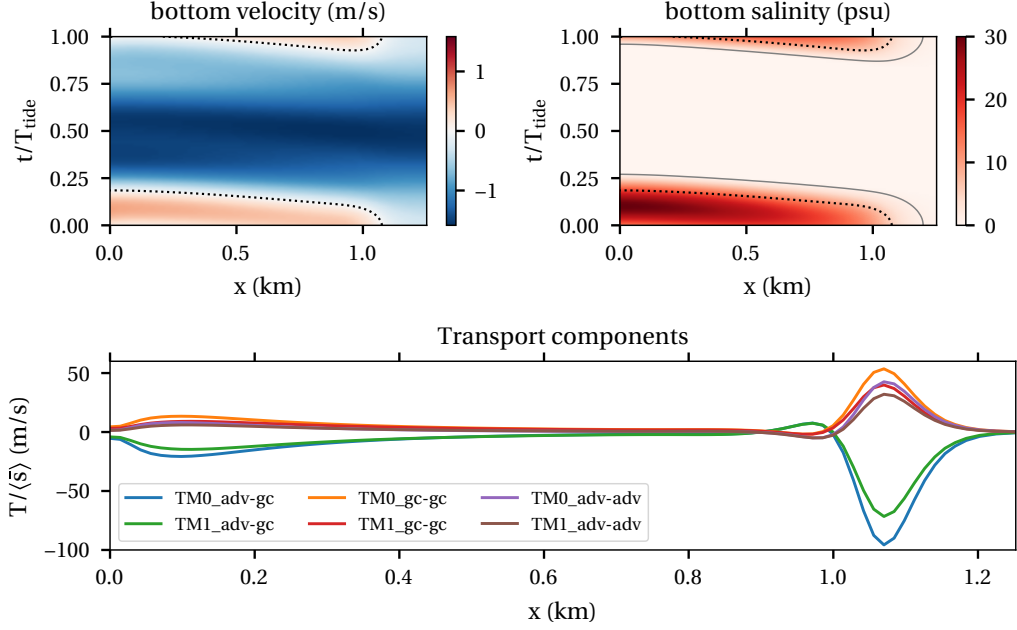 bottom velocity (m/s)
bottom salinity (psu)
1.00
0.75
0.50
0.25
0.00
t/T_tide
0.0
0.5
1.0
x (km)
1
0
−1
1.00
0.75
0.50
0.25
0.00
t/T_tide
0.0
0.5
1.0
x (km)
30
20
10
0
Transport components
50
0
−50
−100
T/⟨s̄⟩ (m/s)
TM0_adv-gc
TM0_gc-gc
TM0_adv-adv
TM1_adv-gc
TM1_gc-gc
TM1_adv-adv
0.0
0.2
0.4
0.6
0.8
1.0
1.2
x (km)